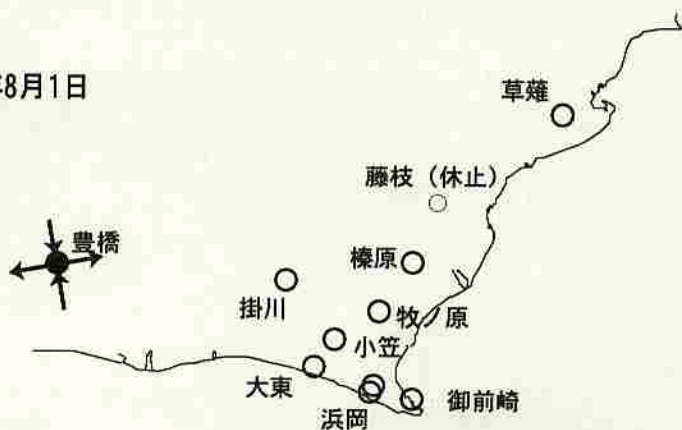 8月1日
草薙
藤枝（休止）
豊橋
榛原
掛川
牧ノ原
小笠
大東
御前崎
浜岡